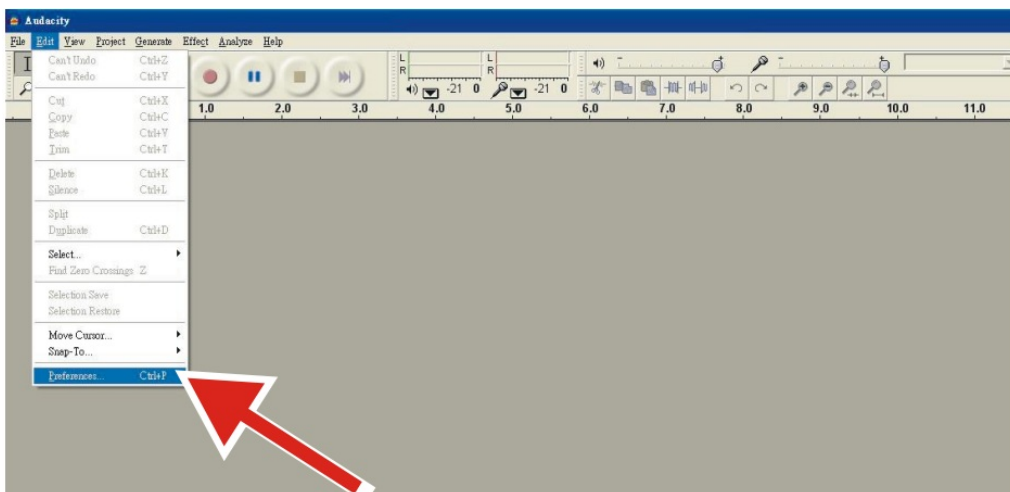 Audacity
File Edit View Project Generate Effect Analyze Help
Can't Undo Ctrl+Z
Can't Redo Ctrl+Y
Cut Ctrl+X
Copy Ctrl+C
Paste Ctrl+V
Trim Ctrl+T
Delete Ctrl+K
Silence Ctrl+L
Split
Duplicate Ctrl+D
Select...
Find Zero Crossings Z
Selection Save
Selection Restore
Move Cursor...
Snap-To...
Preferences... Ctrl+P
L L
R R
-21 0 -21 0
1.0 2.0 3.0 4.0 5.0 6.0 7.0 8.0 9.0 10.0 11.0